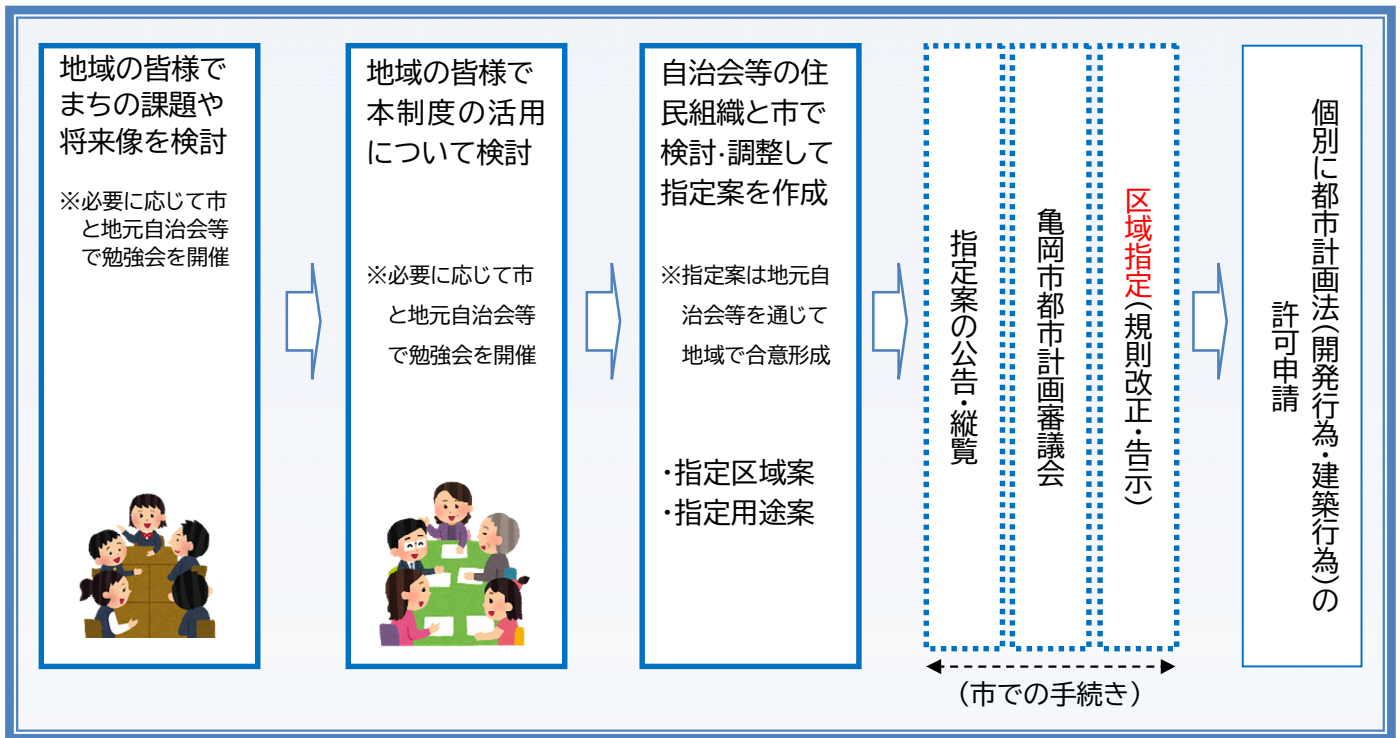 地域の皆様で
まちの課題や
将来像を検討
※必要に応じて市
と地元自治会等
で勉強会を開催
地域の皆様で
本制度の活用
について検討
※必要に応じて市
と地元自治会等
で勉強会を開催
自治会等の住
民組織と市で
検討・調整して
指定案を作成
※指定案は地元自
治会等を通じて
地域で合意形成
・指定区域案
・指定用途案
指定案の公告・縦覧
亀岡市都市計画審議会
区域指定(規則改正・告示)
(市での手続き)
個別に都市計画法(開発行為・建築行為)の
許可申請